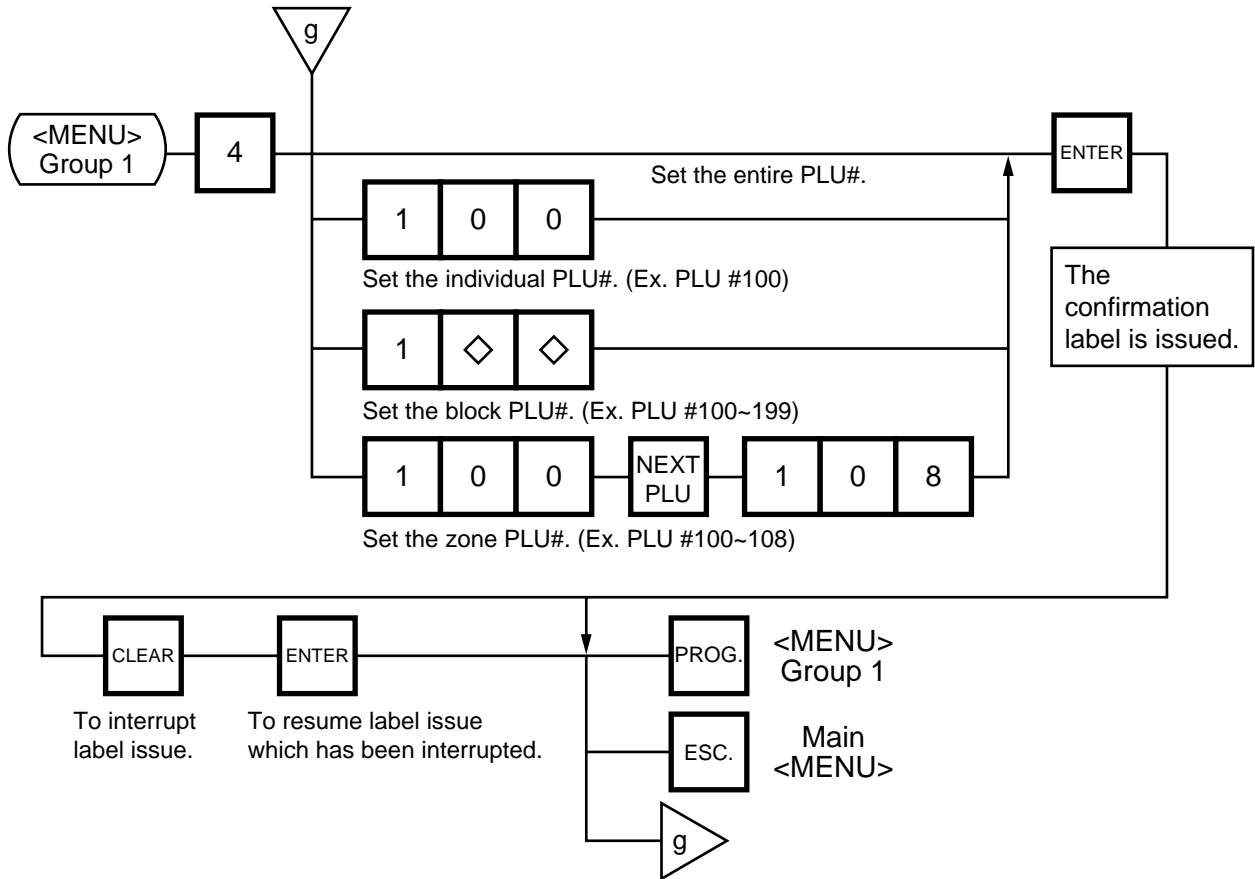 g
<MENU>
Group 1
4
ENTER
Set the entire PLU#.
1 0 0
Set the individual PLU#. (Ex. PLU #100)
The
confirmation
label is issued.
1 ◇ ◇
Set the block PLU#. (Ex. PLU #100~199)
1 0 0
NEXT
PLU
1 0 8
Set the zone PLU#. (Ex. PLU #100~108)
CLEAR
ENTER
PROG.
<MENU>
Group 1
To interrupt
label issue.
To resume label issue
which has been interrupted.
ESC.
Main
<MENU>
g